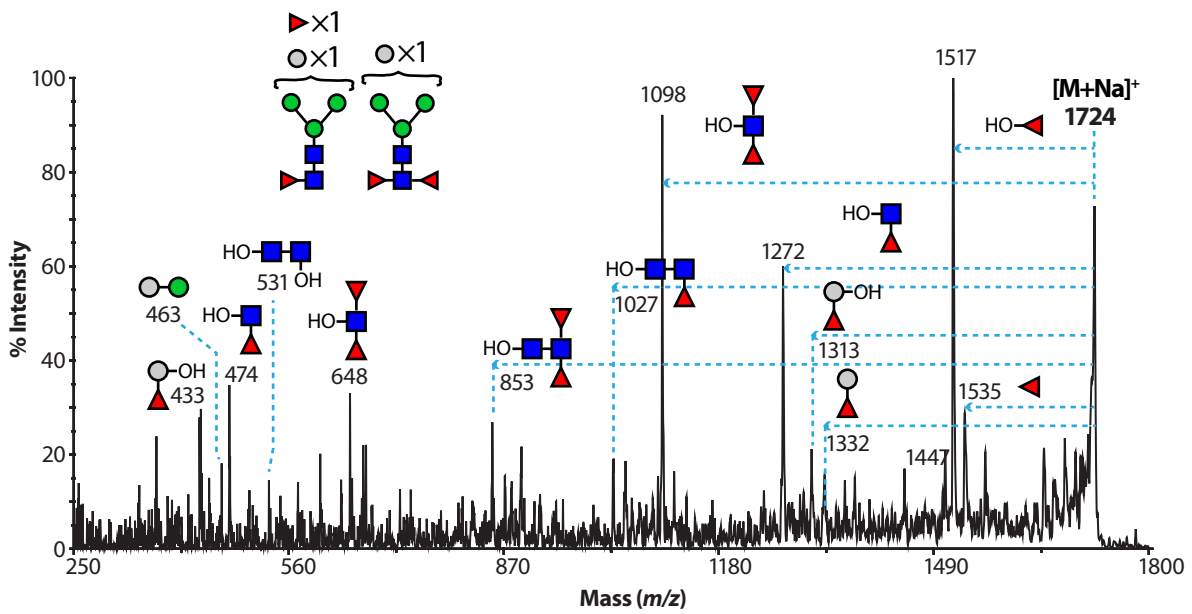 ×1
×1
×1
100
80
60
40
20
0
% Intensity
250
560
870
1180
1490
1800
Mass (m/z)
[M+Na]⁺
1724
1517
HO
1098
HO
HO
1272
HO
1027
OH
1313
1332
1535
1447
HO
853
HO
648
HO
OH
531
HO
474
463
OH
433